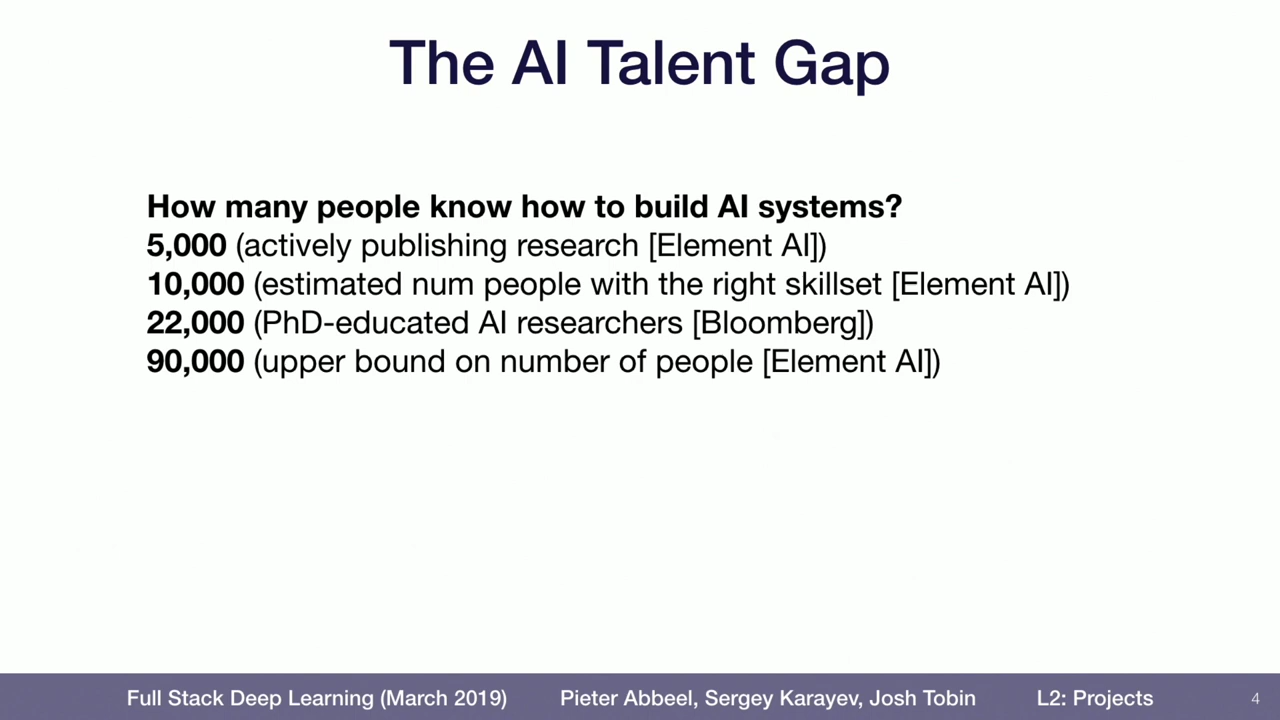 The AI Talent Gap
How many people know how to build AI systems?
5,000 (actively publishing research [Element AI])
10,000 (estimated num people with the right skillset [Element AI])
22,000 (PhD-educated AI researchers [Bloomberg])
90,000 (upper bound on number of people [Element AI])
Full Stack Deep Learning (March 2019) Pieter Abbeel, Sergey Karayev, Josh Tobin L2: Projects 4